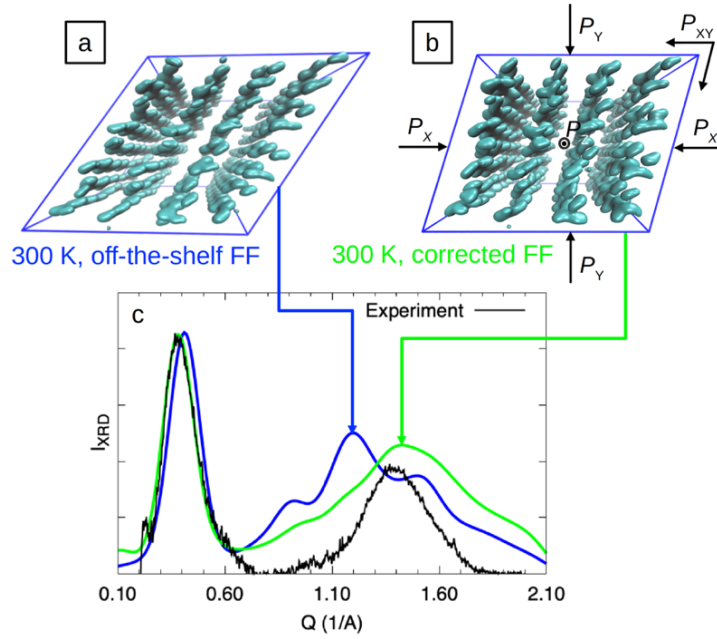 a
b
P_Y
P_XY
P_X
P_Z
P_X
300 K, off-the-shelf FF
300 K, corrected FF
P_Y
c
Experiment
I_XRD
0.10 0.60 1.10 1.60 2.10
Q (1/A)